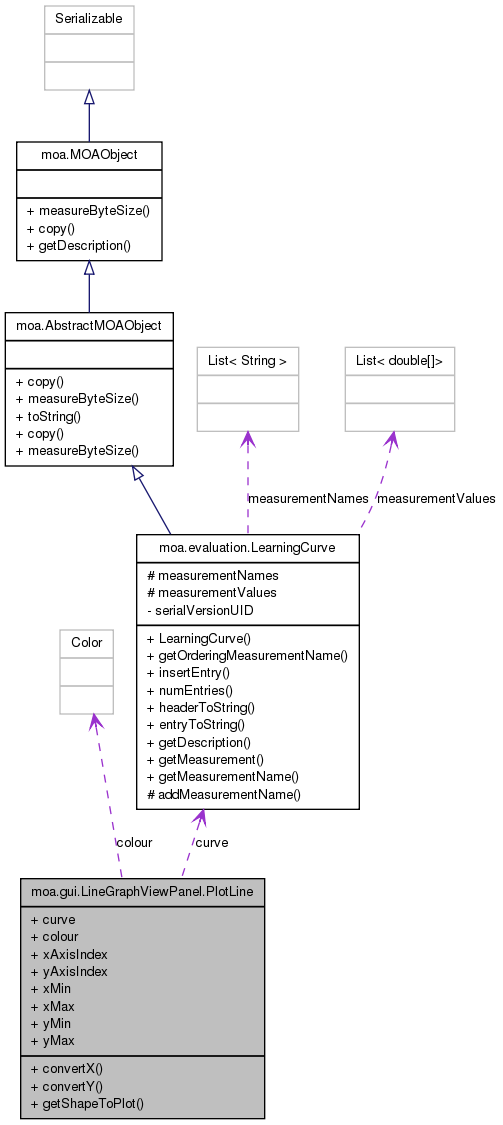 Serializable
moa.MOAObject
+ measureByteSize()
+ copy()
+ getDescription()
moa.AbstractMOAObject
+ copy()
+ measureByteSize()
+ toString()
+ copy()
+ measureByteSize()
List< String >
List< double[]>
measurementNames
measurementValues
moa.evaluation.LearningCurve
# measurementNames
# measurementValues
- serialVersionUID
+ LearningCurve()
+ getOrderingMeasurementName()
+ insertEntry()
+ numEntries()
+ headerToString()
+ entryToString()
+ getDescription()
+ getMeasurement()
+ getMeasurementName()
# addMeasurementName()
Color
colour
curve
moa.gui.LineGraphViewPanel.PlotLine
+ curve
+ colour
+ xAxisIndex
+ yAxisIndex
+ xMin
+ xMax
+ yMin
+ yMax
+ convertX()
+ convertY()
+ getShapeToPlot()